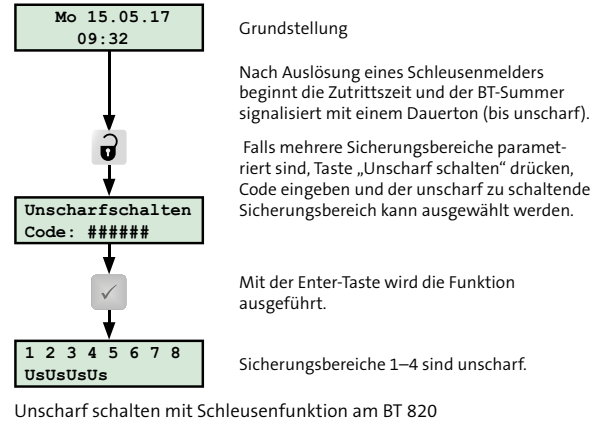 Mo 15.05.17
09:32
Grundstellung
Nach Auslösung eines Schleusenmelders
beginnt die Zutrittszeit und der BT-Summer
signalisiert mit einem Dauerton (bis unscharf).
Falls mehrere Sicherungsbereiche paramet-
riert sind, Taste „Unscharf schalten“ drücken,
Code eingeben und der unscharf zu schaltende
Sicherungsbereich kann ausgewählt werden.
Unscharfschalten
Code: ######
Mit der Enter-Taste wird die Funktion
ausgeführt.
1 2 3 4 5 6 7 8
UsUsUsUs
Sicherungsbereiche 1–4 sind unscharf.
Unscharf schalten mit Schleusenfunktion am BT 820